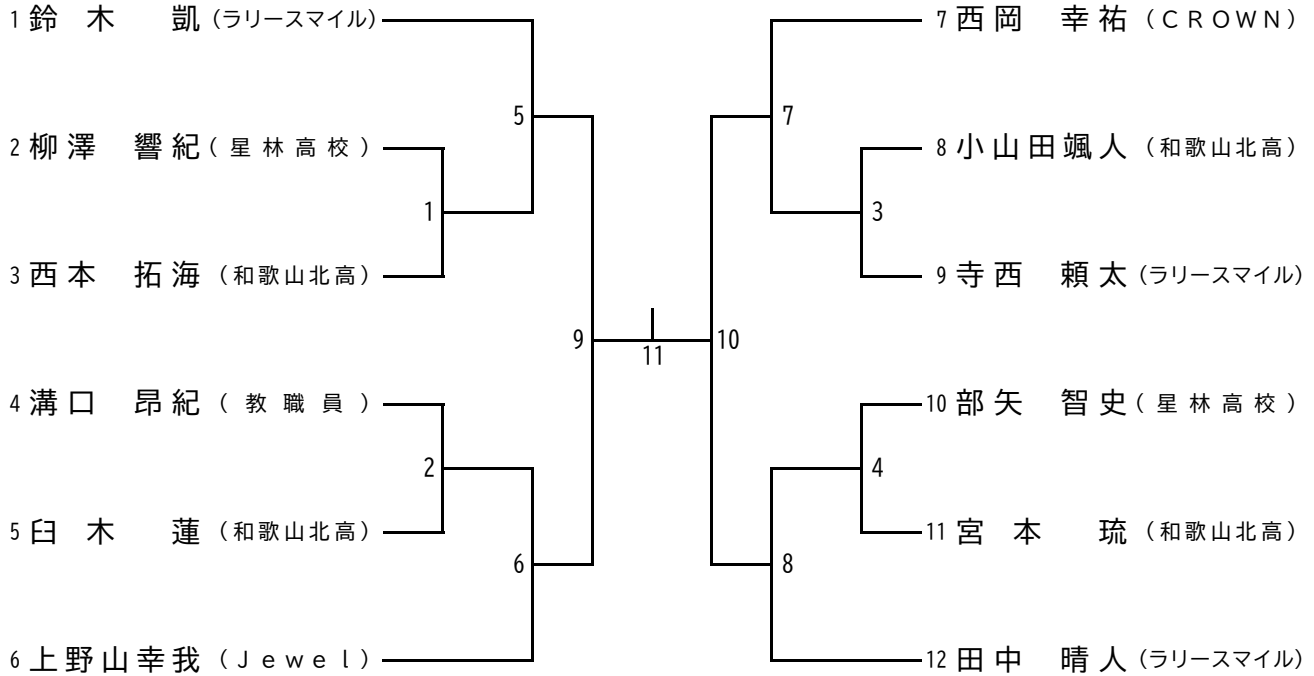 1 鈴木 凱 (ラリースマイル)
5
2 柳澤 響紀 (星林高校)
1
3 西本 拓海 (和歌山北高)
9
4 溝口 昂紀 (教職員)
2
5 臼木 蓮 (和歌山北高)
6
6 上野山幸我 (Jewel)
11
7 西岡 幸祐 (CROWN)
7
8 小山田颯人 (和歌山北高)
3
9 寺西 頼太 (ラリースマイル)
10
10 部矢 智史 (星林高校)
4
11 宮本 琉 (和歌山北高)
8
12 田中 晴人 (ラリースマイル)